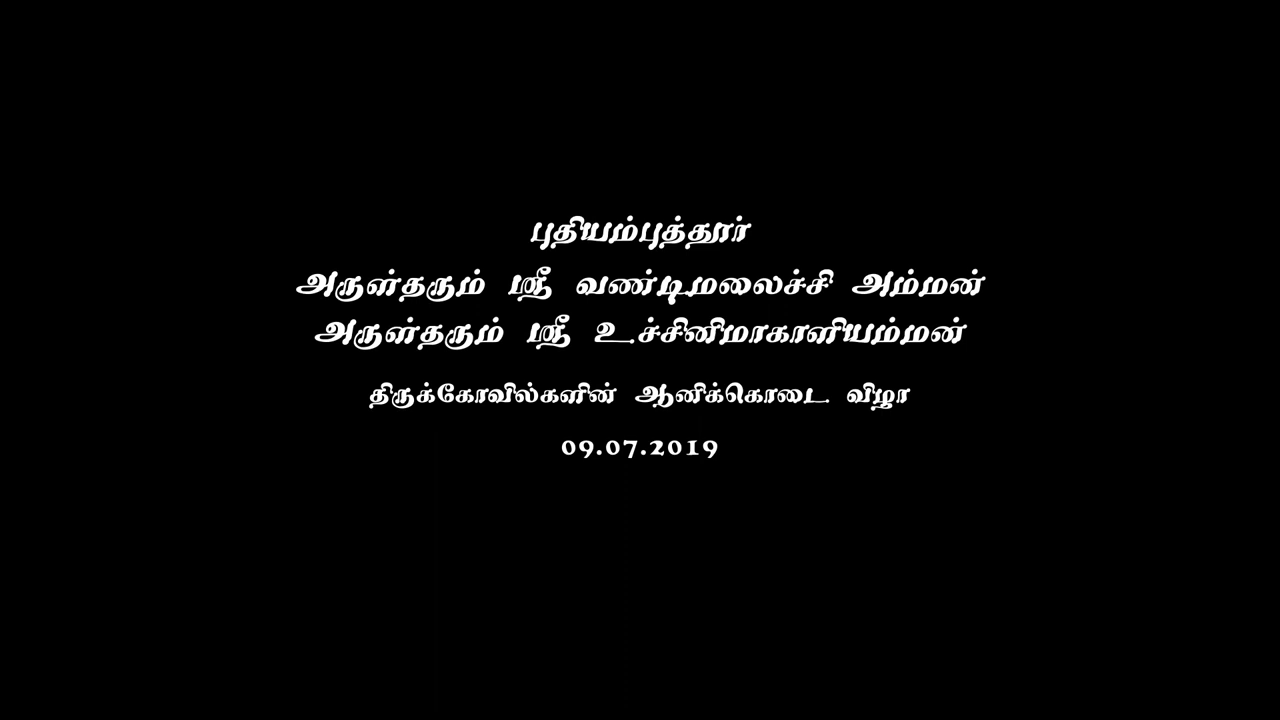 புதியம்புத்தூர்
அருள்தரும் ஸ்ரீ வண்டிமலைச்சி அம்மன்
அருள்தரும் ஸ்ரீ உச்சினிமாகாளியம்மன்
திருக்கோவில்களின் ஆனிக்கொடை விழா
09.07.2019